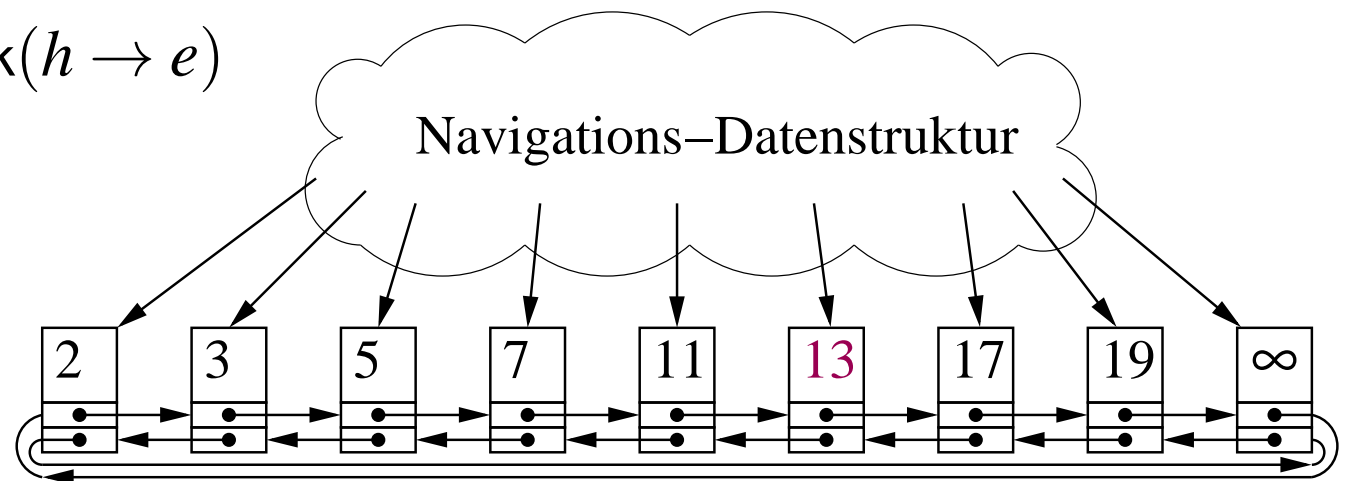 k(h → e)
Navigations–Datenstruktur
2 3 5 7 11 13 17 19 ∞